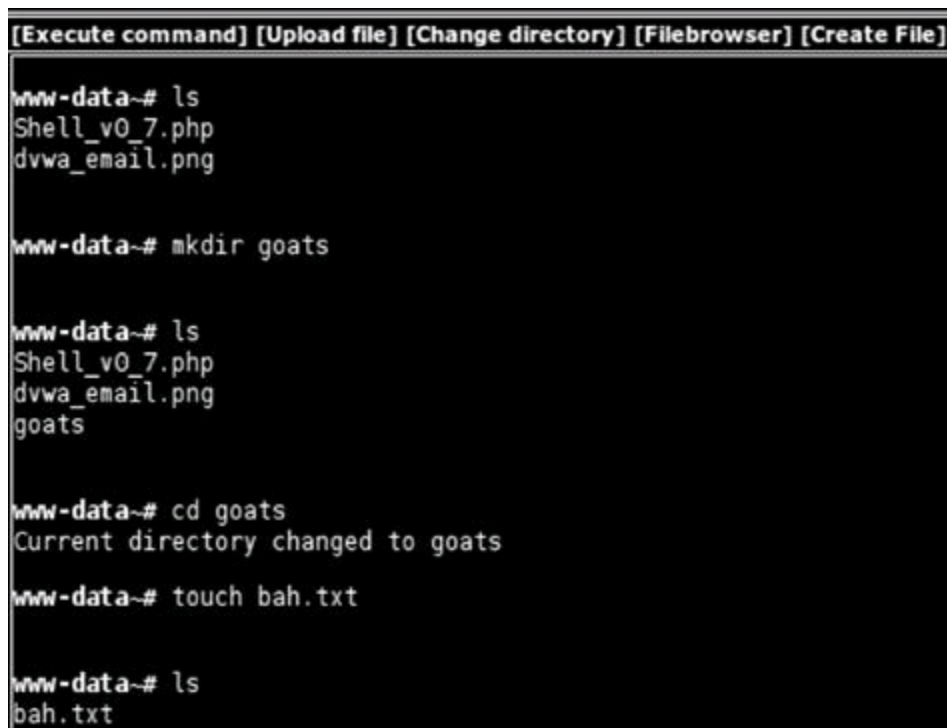 [Execute command] [Upload file] [Change directory] [Filebrowser] [Create File]
www-data~# ls
Shell_v0_7.php
dvwa_email.png
www-data~# mkdir goats
www-data~# ls
Shell_v0_7.php
dvwa_email.png
goats
www-data~# cd goats
Current directory changed to goats
www-data~# touch bah.txt
www-data~# ls
bah.txt